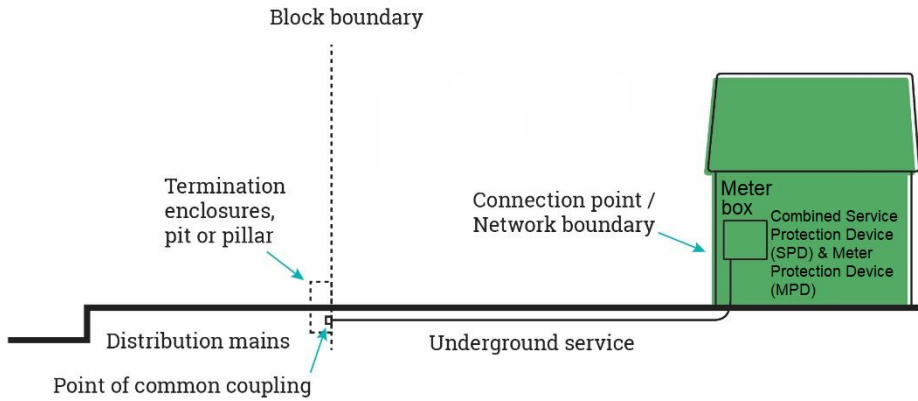 Block boundary
Termination
enclosures,
pit or pillar
Connection point /
Network boundary
Meter
box
Combined Service
Protection Device
(SPD) & Meter
Protection Device
(MPD)
Distribution mains
Underground service
Point of common coupling